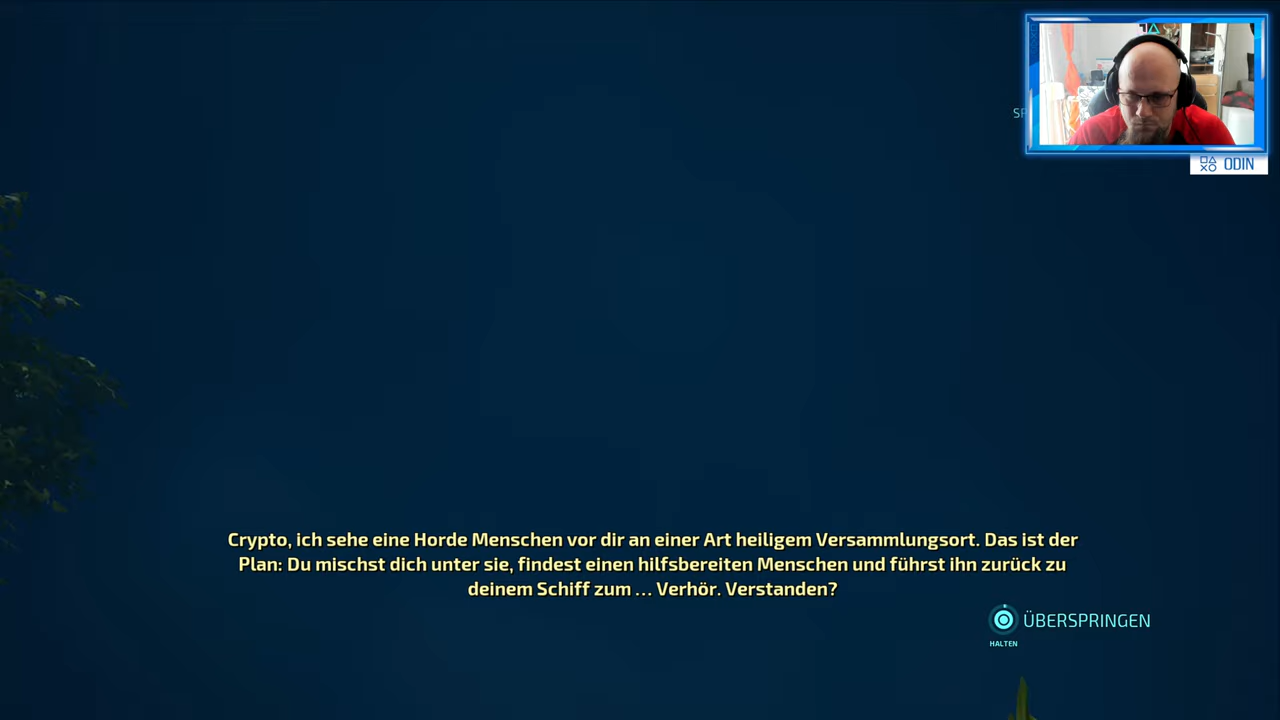 SP
ODIN
Crypto, ich sehe eine Horde Menschen vor dir an einer Art heiligem Versammlungsort. Das ist der
Plan: Du mischst dich unter sie, findest einen hilfsbereiten Menschen und führst ihn zurück zu
deinem Schiff zum ... Verhör. Verstanden?
ÜBERSPRINGEN
HALTEN